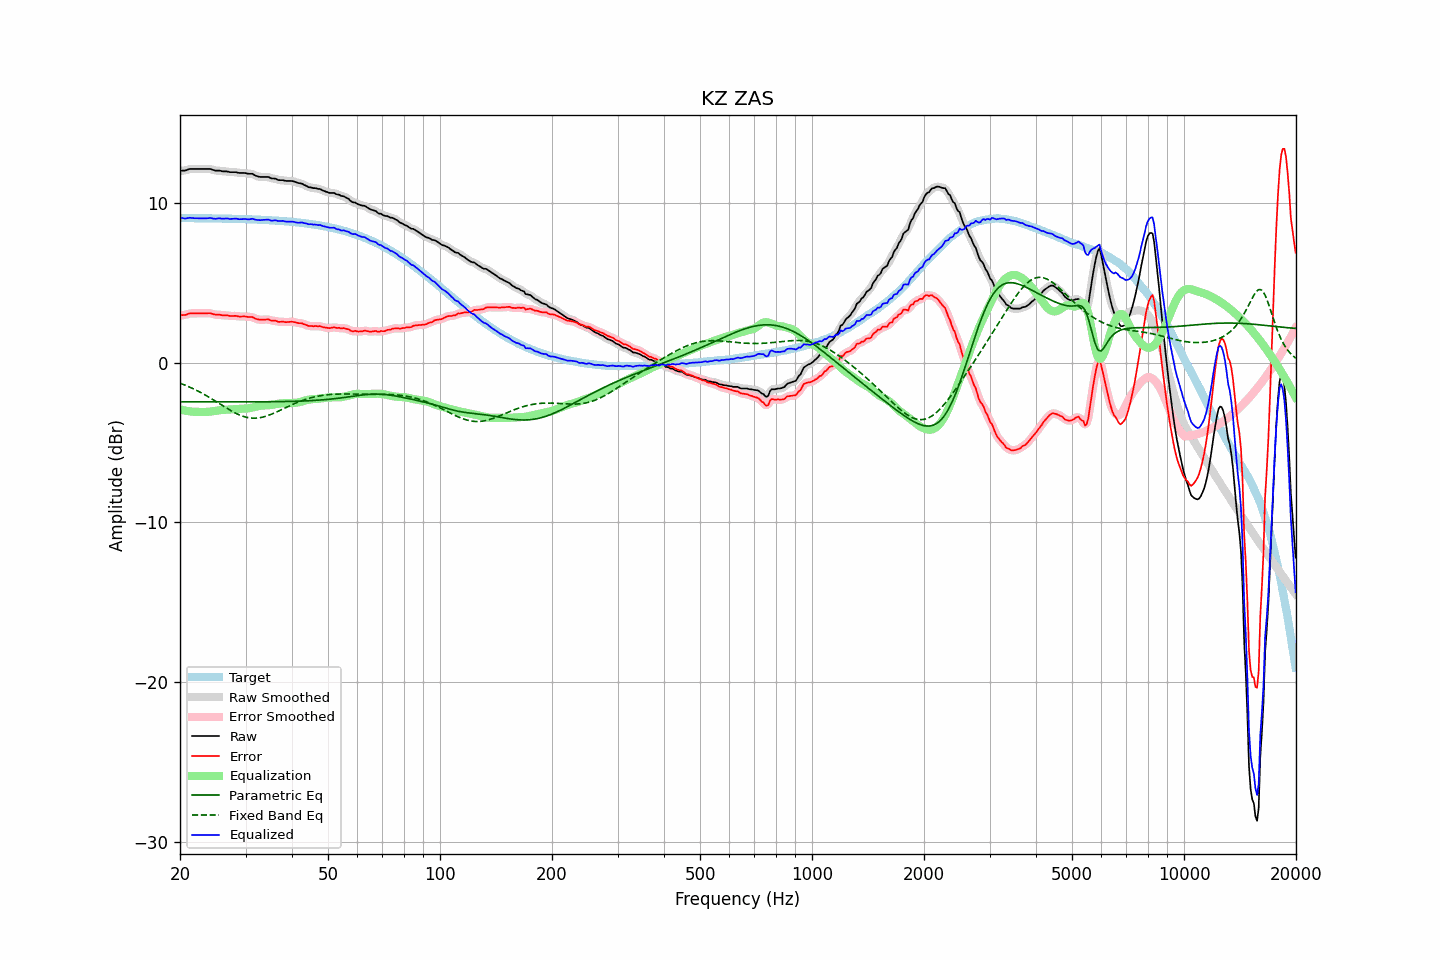 KZ ZAS
10
0
−10
−20
−30
Amplitude (dBr)
Target
Raw Smoothed
Error Smoothed
Raw
Error
Equalization
Parametric Eq
Fixed Band Eq
Equalized
20 50 100 200 500 1000 2000 5000 10000 20000
Frequency (Hz)